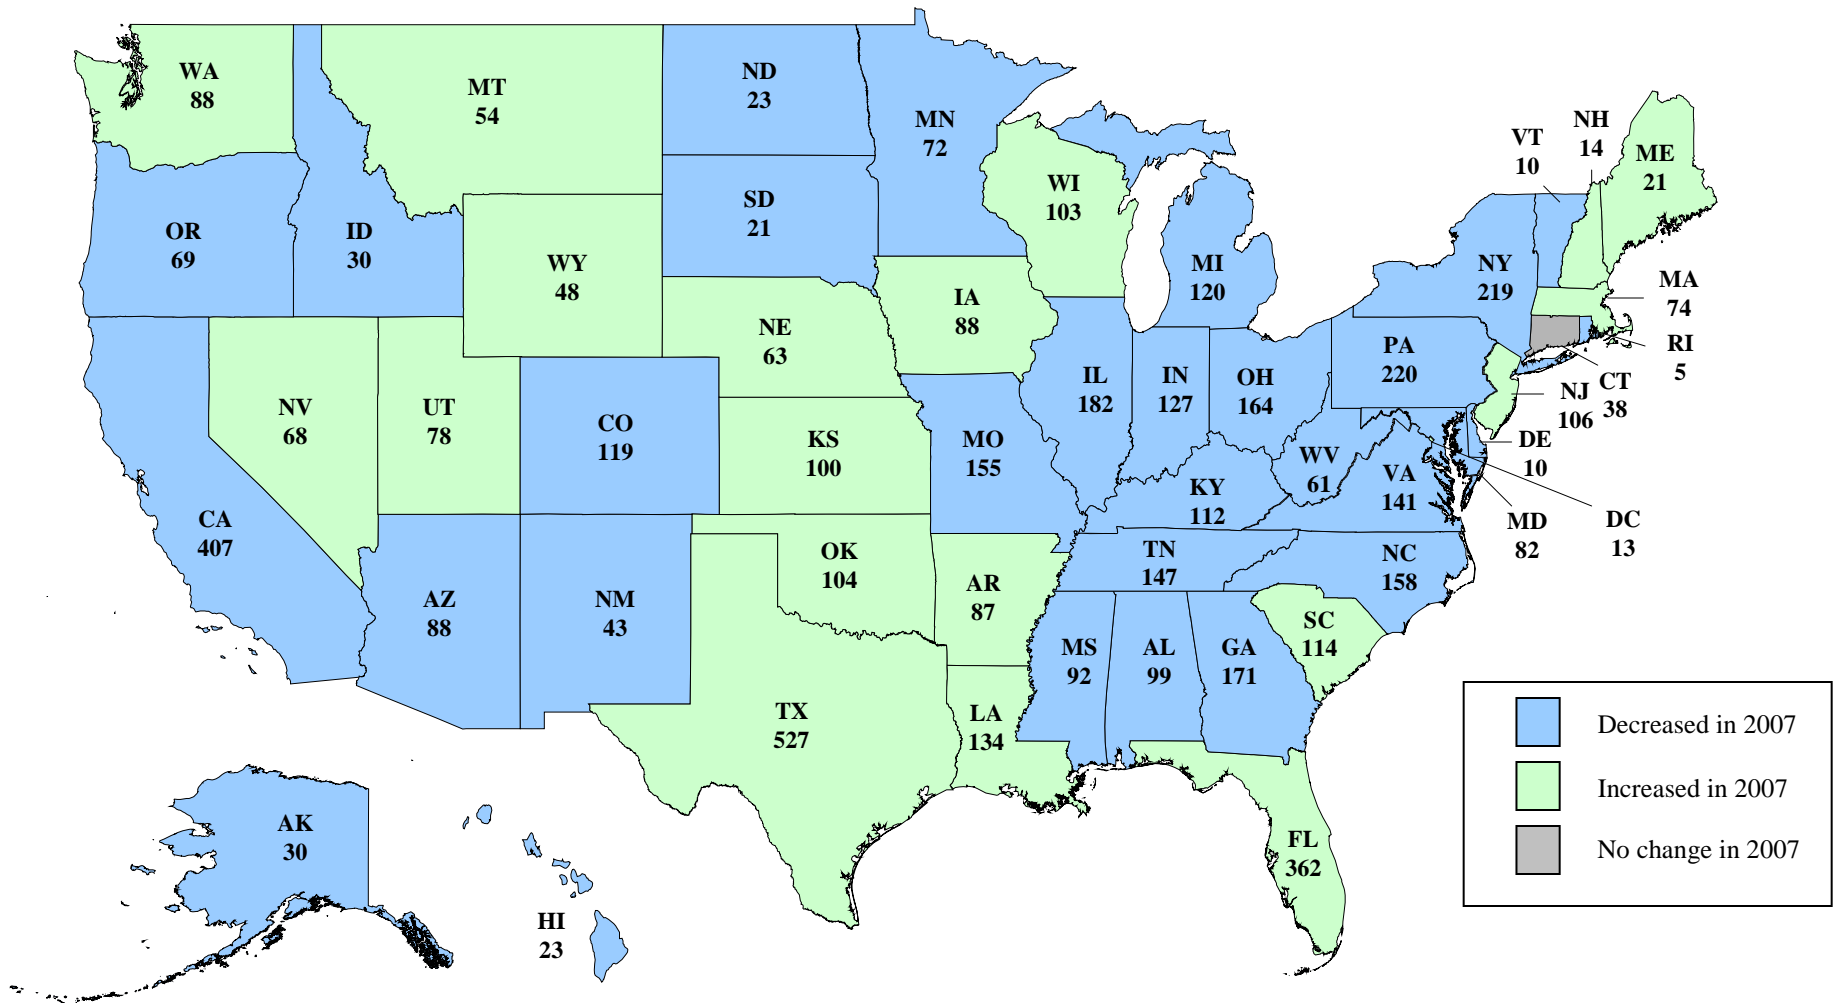 WA
88
MT
54
ND
23
MN
72
VT
10
NH
14
ME
21
WI
103
SD
21
OR
69
ID
30
WY
48
MI
120
NY
219
MA
74
IA
88
NE
63
PA
220
RI
5
IL
182
IN
127
OH
164
CT
38
NJ
106
NV
68
UT
78
CO
119
KS
100
MO
155
WV
61
VA
141
DE
10
KY
112
MD
82
DC
13
CA
407
OK
104
TN
147
NC
158
AZ
88
NM
43
AR
87
SC
114
MS
92
AL
99
GA
171
TX
527
LA
134
Decreased in 2007
Increased in 2007
No change in 2007
AK
30
FL
362
HI
23